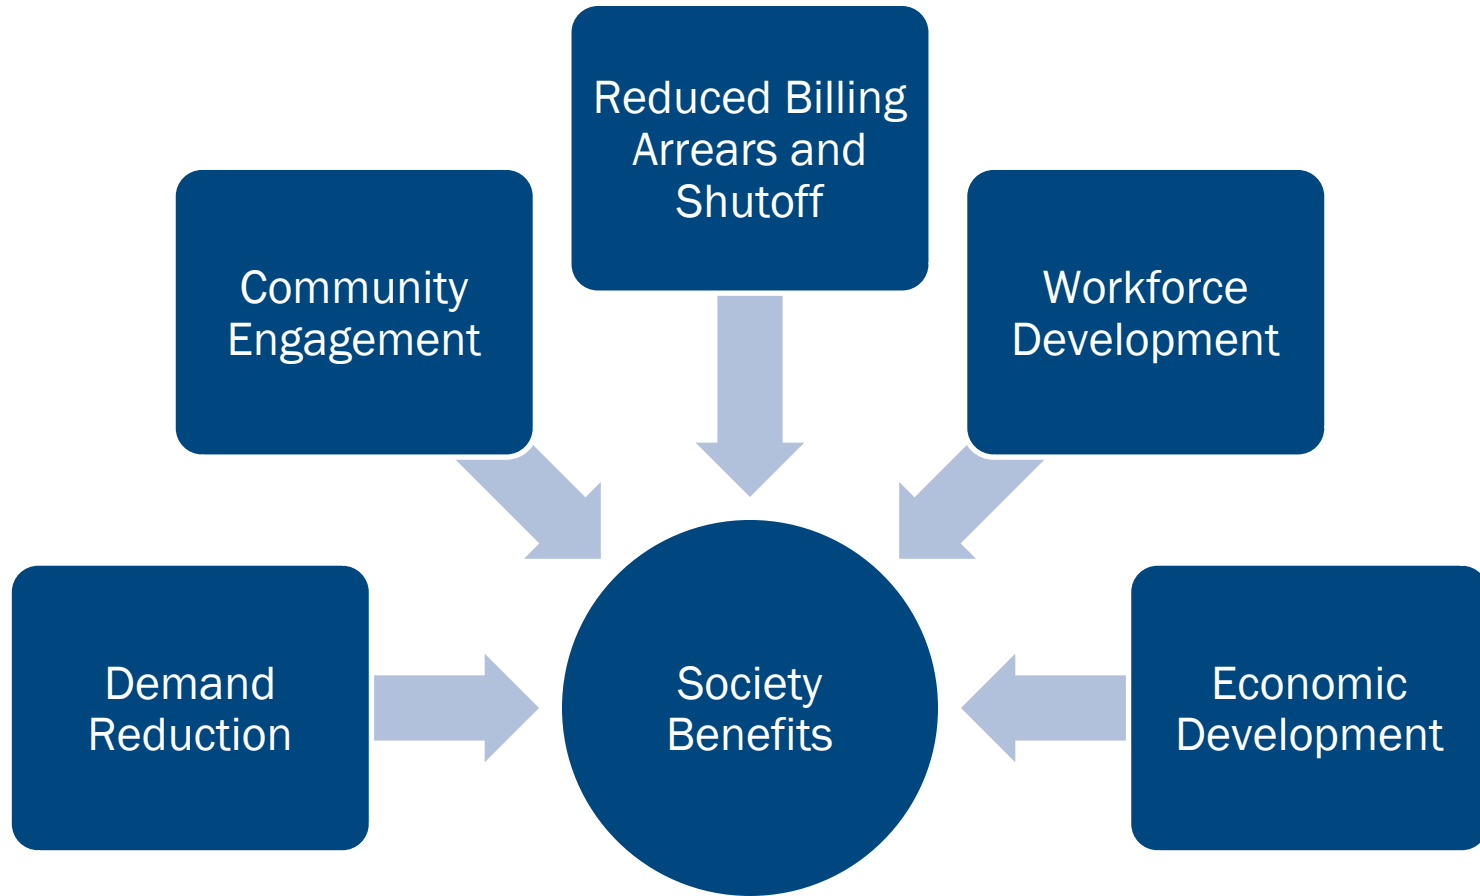 Reduced Billing
Arrears and
Shutoff
Community
Engagement
Workforce
Development
Demand
Reduction
Society
Benefits
Economic
Development